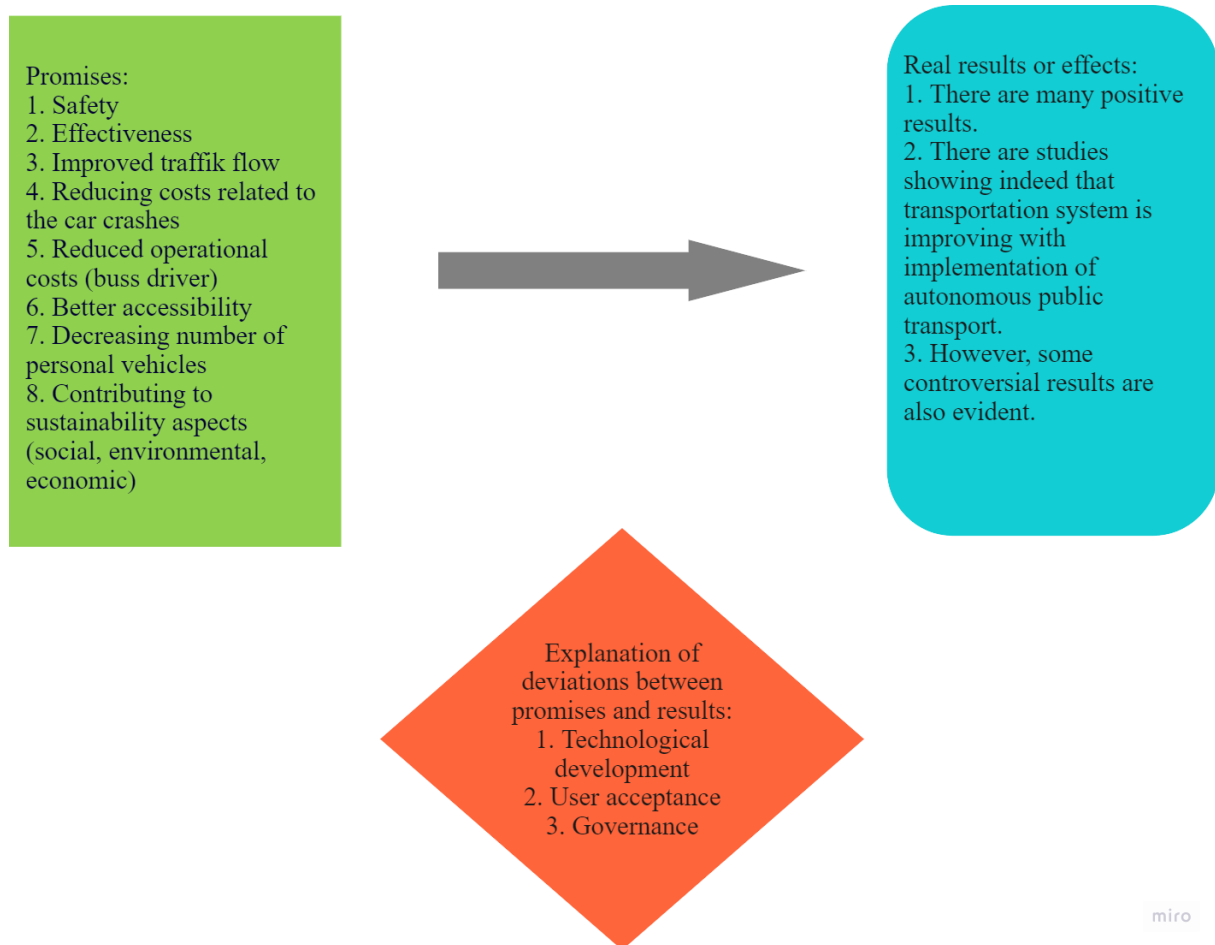 Promises:
1. Safety
2. Effectiveness
3. Improved traffik flow
4. Reducing costs related to
the car crashes
5. Reduced operational
costs (buss driver)
6. Better accessibility
7. Decreasing number of
personal vehicles
8. Contributing to
sustainability aspects
(social, environmental,
economic)
Real results or effects:
1. There are many positive
results.
2. There are studies
showing indeed that
transportation system is
improving with
implementation of
autonomous public
transport.
3. However, some
controversial results are
also evident.
Explanation of
deviations between
promises and results:
1. Technological
development
2. User acceptance
3. Governance
miro